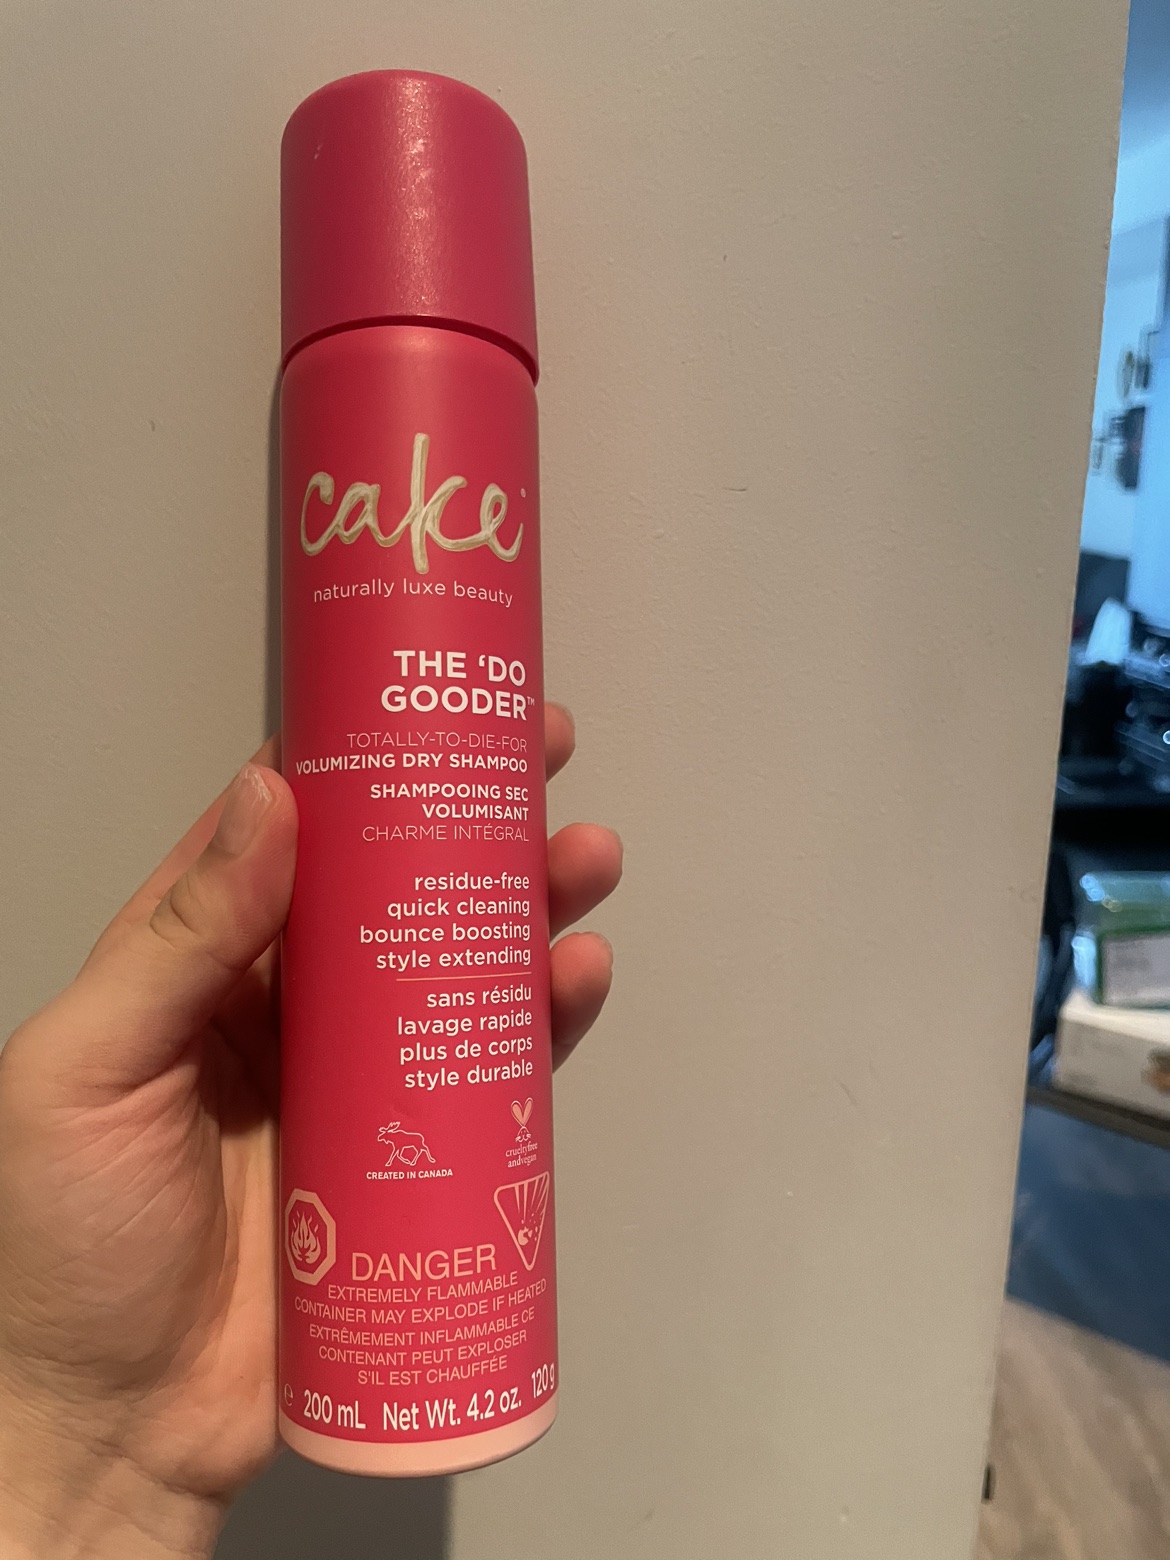 cake®
naturally luxe beauty
THE ‘DO
GOODER™
TOTALLY-TO-DIE-FOR
VOLUMIZING DRY SHAMPOO
SHAMPOOING SEC
VOLUMISANT
CHARME INTÉGRAL
residue-free
quick cleaning
bounce boosting
style extending
sans résidu
lavage rapide
plus de corps
style durable
CREATED IN CANADA
crueltyfree
andvegan
DANGER
EXTREMELY FLAMMABLE
CONTAINER MAY EXPLODE IF HEATED
EXTRÊMEMENT INFLAMMABLE CE
CONTENANT PEUT EXPLOSER
S'IL EST CHAUFFÉE
e 200 mL Net Wt. 4.2 oz. 120 g